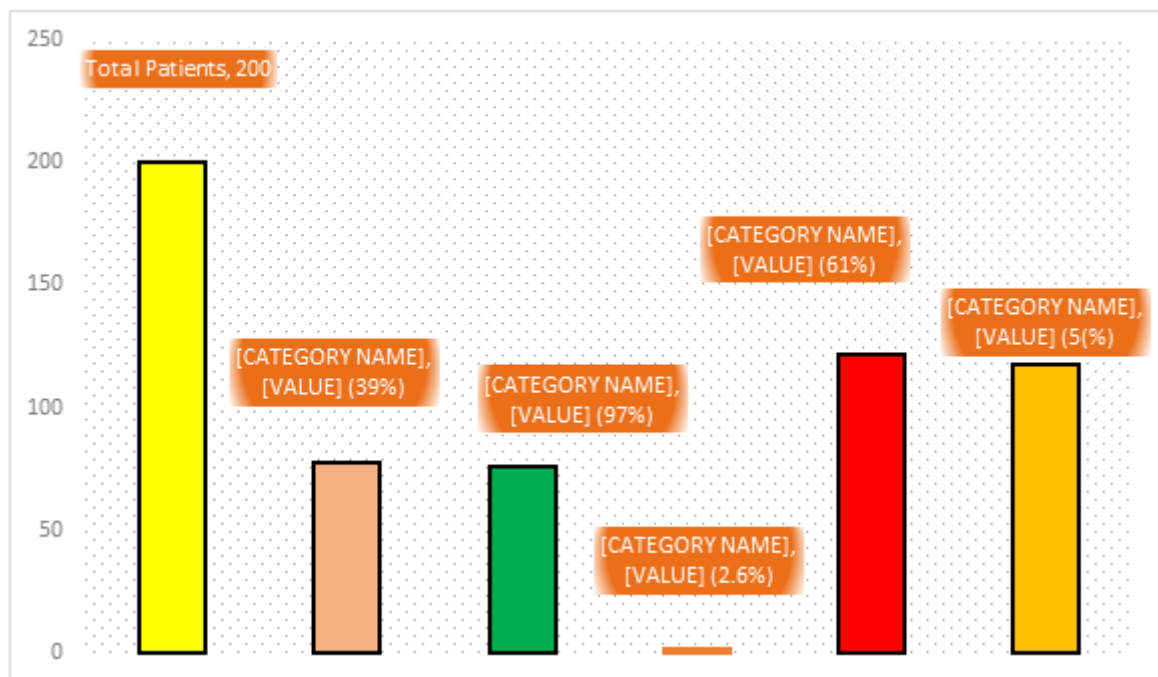 250
Total Patients, 200
200
[CATEGORY NAME],
[VALUE] (61%)
150
[CATEGORY NAME],
[VALUE] (5(%)
[CATEGORY NAME],
[VALUE] (39%)
[CATEGORY NAME],
[VALUE] (97%)
100
50
[CATEGORY NAME],
[VALUE] (2.6%)
0